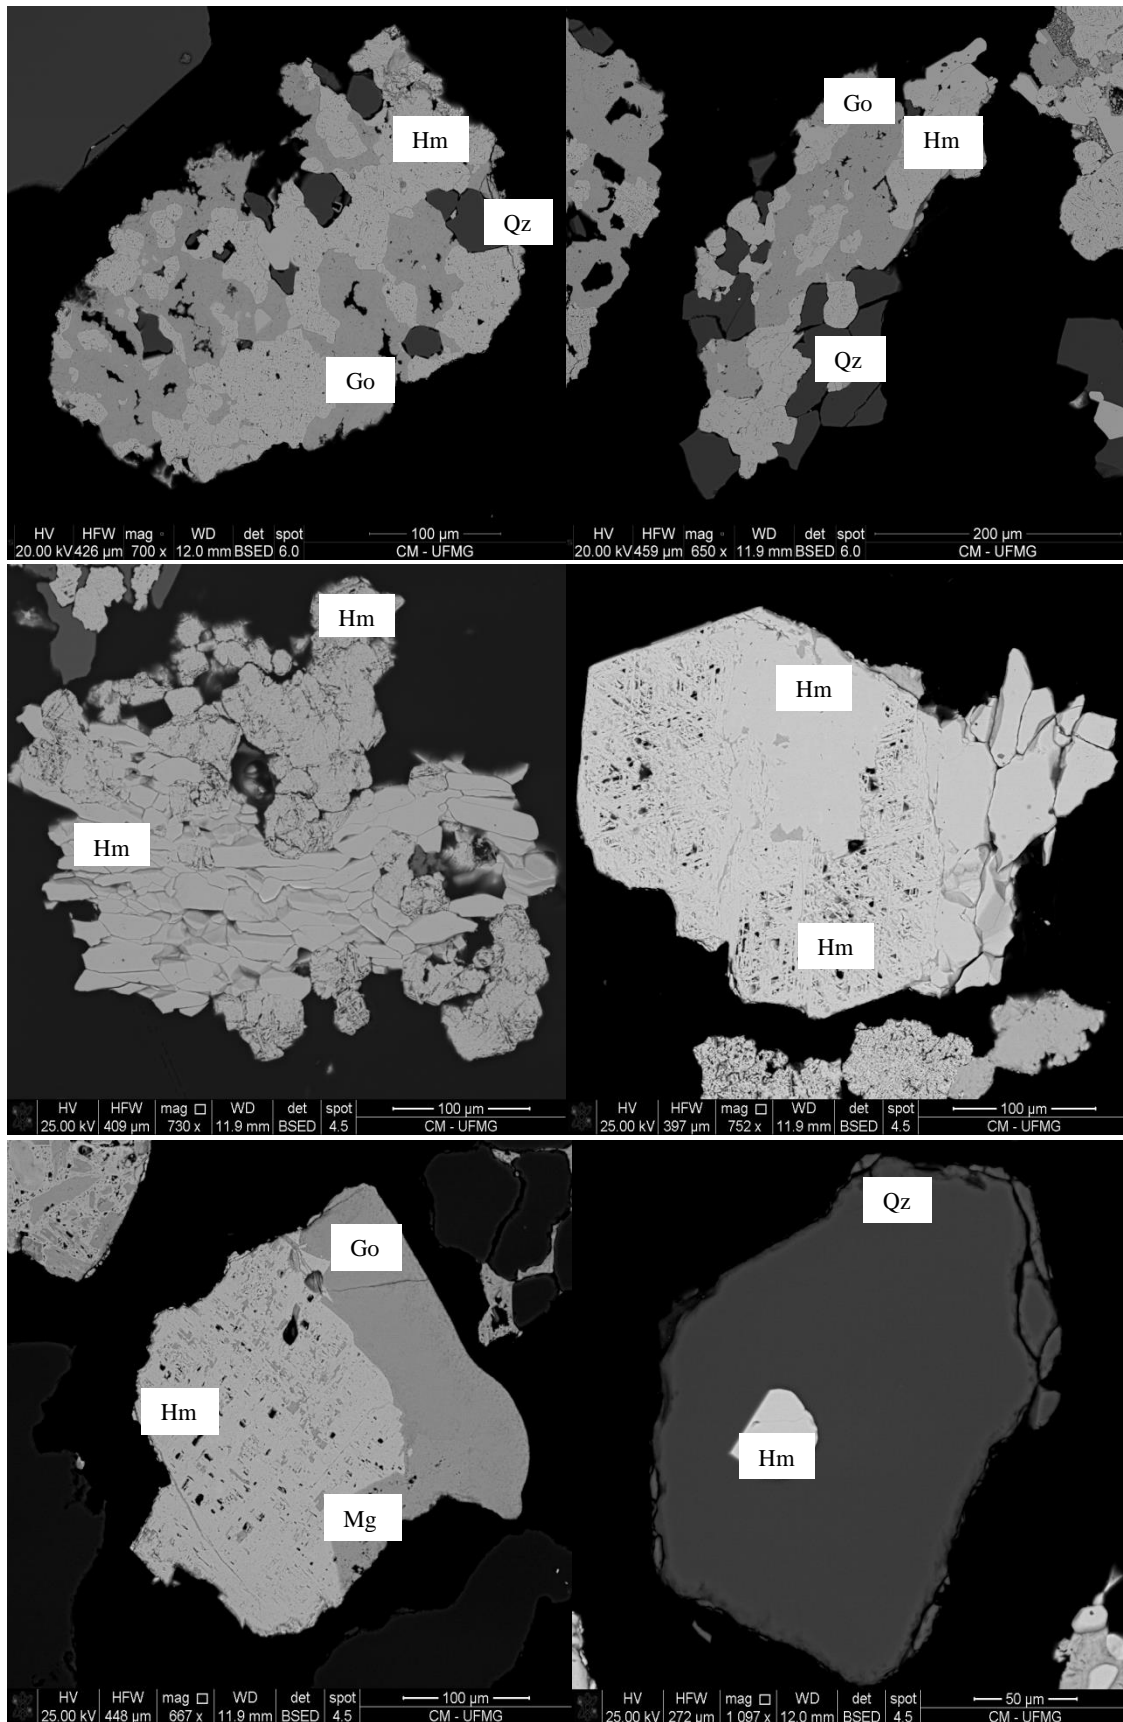 Hm
Qz
Go
HV HFW mag ▫ WD det spot 100 µm
20.00 kV 426 µm 700 x 12.0 mm BSED 6.0 CM - UFMG
Go
Hm
Qz
HV HFW mag ▫ WD det spot 200 µm
20.00 kV 459 µm 650 x 11.9 mm BSED 6.0 CM - UFMG
Hm
Hm
HV HFW mag □ WD det spot 100 µm
25.00 kV 409 µm 730 x 11.9 mm BSED 4.5 CM - UFMG
Hm
Hm
HV HFW mag □ WD det spot 100 µm
25.00 kV 397 µm 752 x 11.9 mm BSED 4.5 CM - UFMG
Go
Hm
Mg
HV HFW mag □ WD det spot 100 µm
25.00 kV 448 µm 667 x 11.9 mm BSED 4.5 CM - UFMG
Qz
Hm
HV HFW mag □ WD det spot 50 µm
25.00 kV 272 µm 1 097 x 12.0 mm BSED 4.5 CM - UFMG